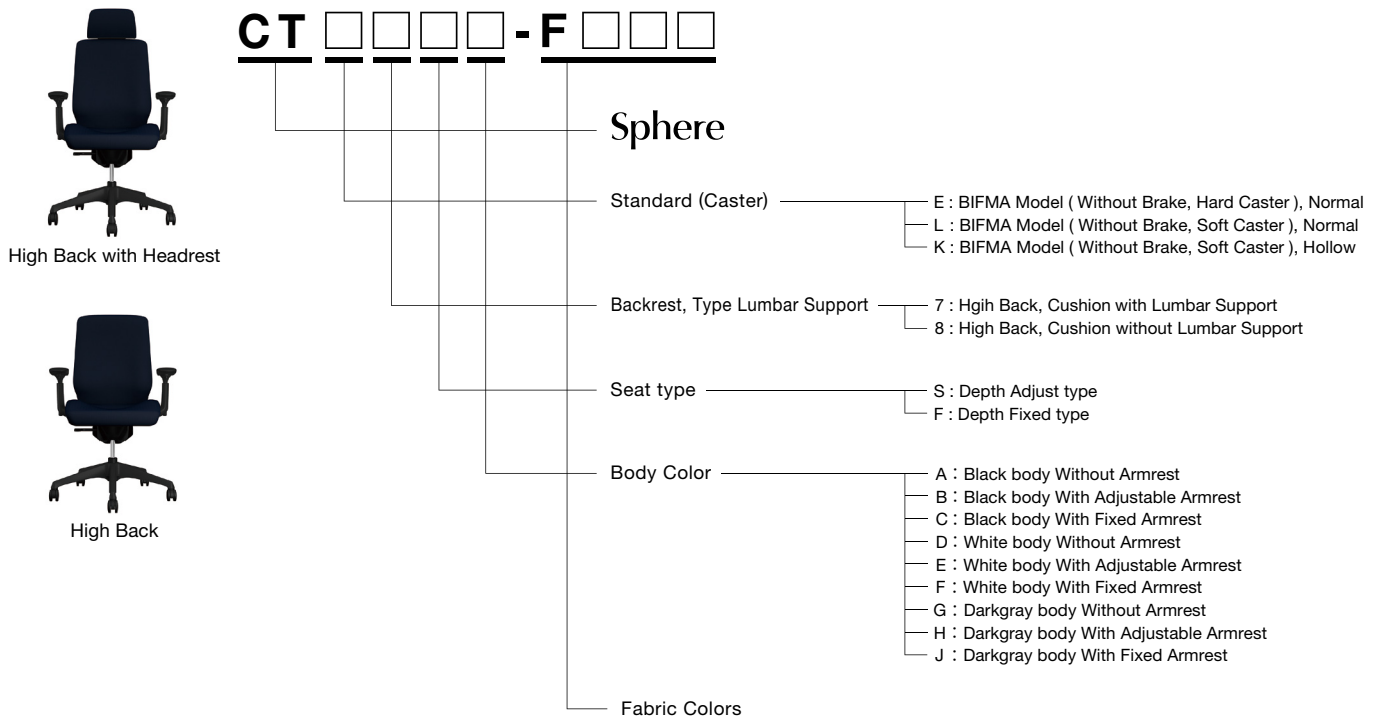 CT □□□□-F□□□
High Back with Headrest
High Back
Sphere
Standard (Caster)
E : BIFMA Model ( Without Brake, Hard Caster ), Normal
L : BIFMA Model ( Without Brake, Soft Caster ), Normal
K : BIFMA Model ( Without Brake, Soft Caster ), Hollow
Backrest, Type Lumbar Support
7 : Hgih Back, Cushion with Lumbar Support
8 : High Back, Cushion without Lumbar Support
Seat type
S : Depth Adjust type
F : Depth Fixed type
Body Color
A : Black body Without Armrest
B : Black body With Adjustable Armrest
C : Black body With Fixed Armrest
D : White body Without Armrest
E : White body With Adjustable Armrest
F : White body With Fixed Armrest
G : Darkgray body Without Armrest
H : Darkgray body With Adjustable Armrest
J : Darkgray body With Fixed Armrest
Fabric Colors